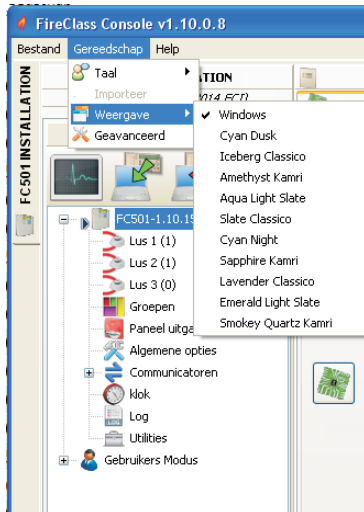 FireClass Console v1.10.0.8
Bestand Gereedschap Help
Taal
Importeer
Weergave
Geavanceerd
Windows
Cyan Dusk
Iceberg Classico
Amethyst Kamri
Aqua Light Slate
Slate Classico
Cyan Night
Sapphire Kamri
Lavender Classico
Emerald Light Slate
Smokey Quartz Kamri
FC501 INSTALLATION
FC501-1.10.15
Lus 1 (1)
Lus 2 (1)
Lus 3 (0)
Groepen
Paneel uitga
Algemene opties
Communicatoren
klok
Log
Utilities
Gebruikers Modus